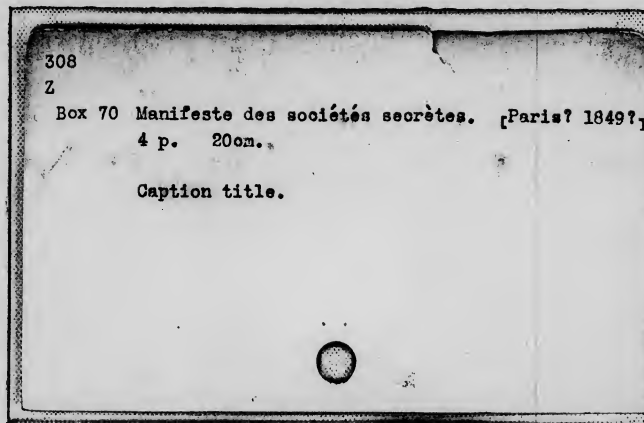 308
Z
Box 70 Manifeste des sociétés secrètes. [Paris? 1849?]
4 p. 20cm.
Caption title.